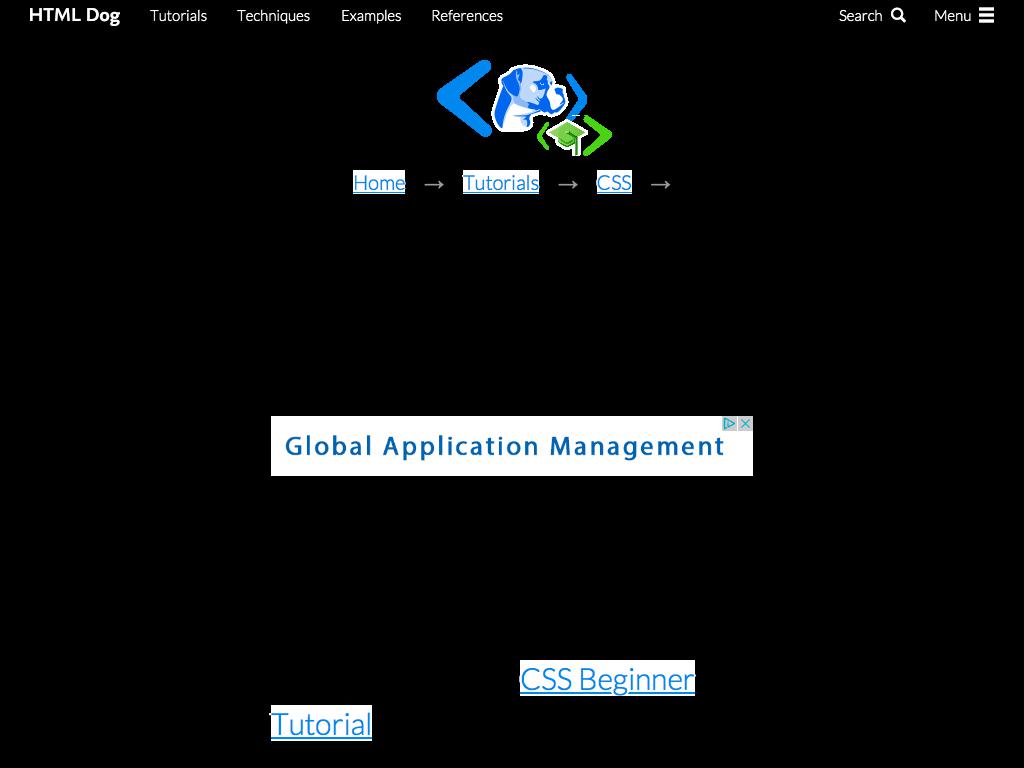 HTML Dog Tutorials Techniques Examples References Search Menu
Home → Tutorials → CSS →
Global Application Management
CSS Beginner
Tutorial